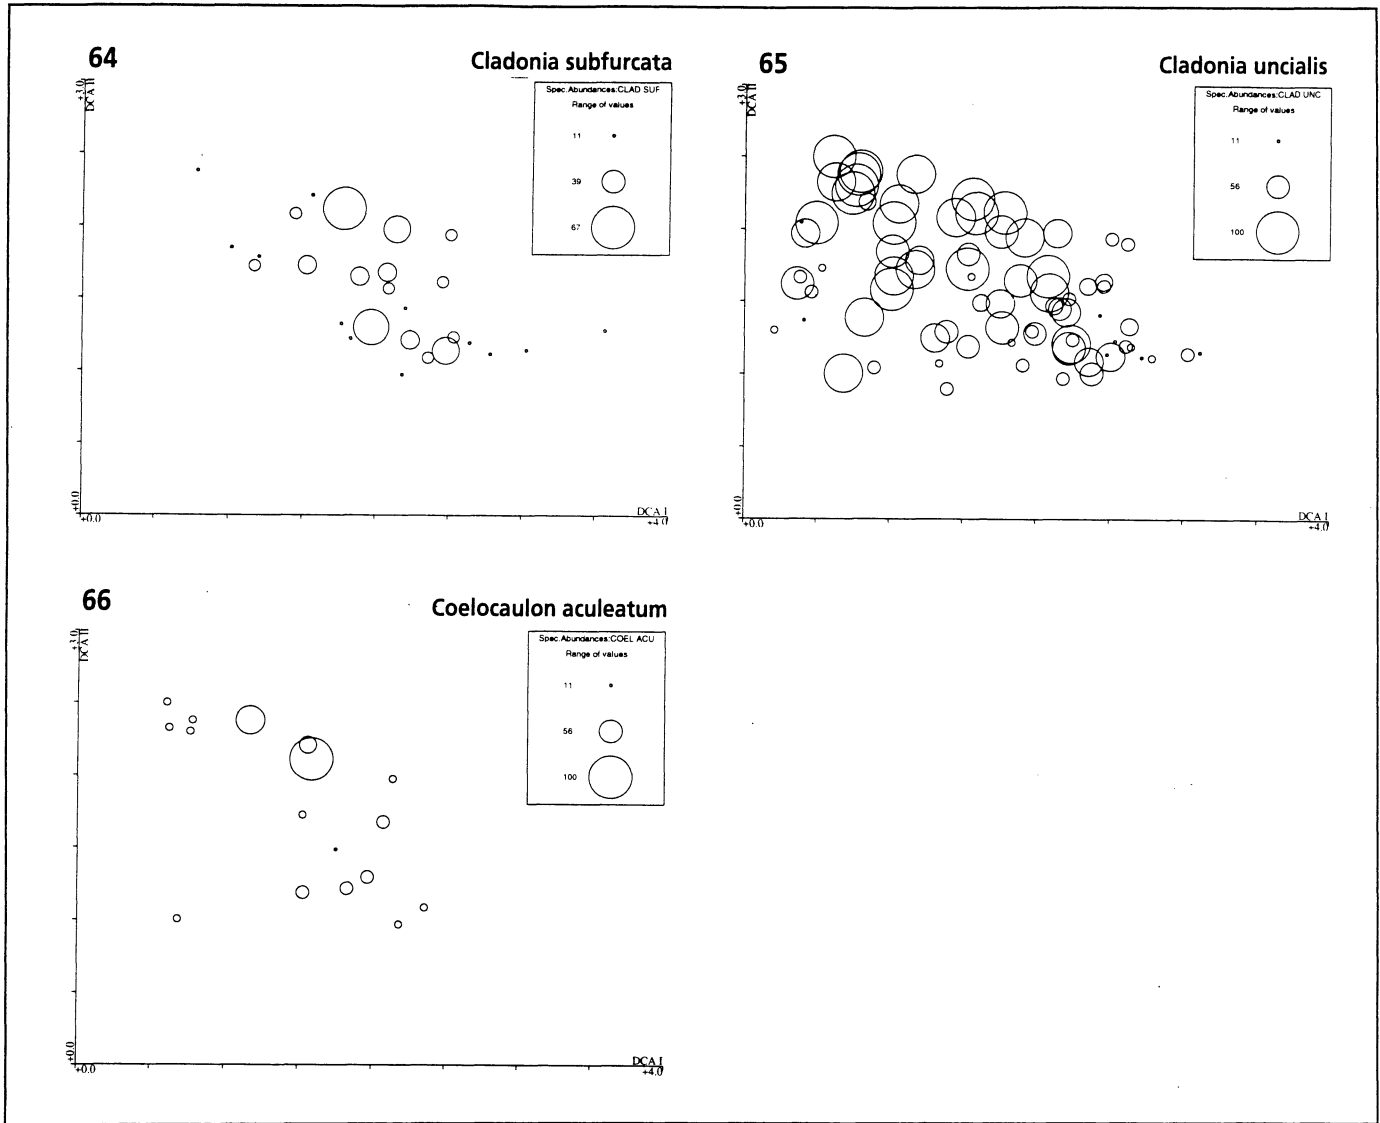 64
Cladonia subfurcata
+3.0
DCA II
Spec.Abundances:CLAD SUF
Range of values
11
39
67
+0.0
+0.0
DCA I
+4.0
65
Cladonia uncialis
+3.0
DCA II
Spec.Abundances:CLAD UNC
Range of values
11
56
100
+0.0
+0.0
DCA I
+4.0
66
Coelocaulon aculeatum
+3.0
DCA II
Spec.Abundances:COEL ACU
Range of values
11
56
100
+0.0
+0.0
DCA I
+4.0